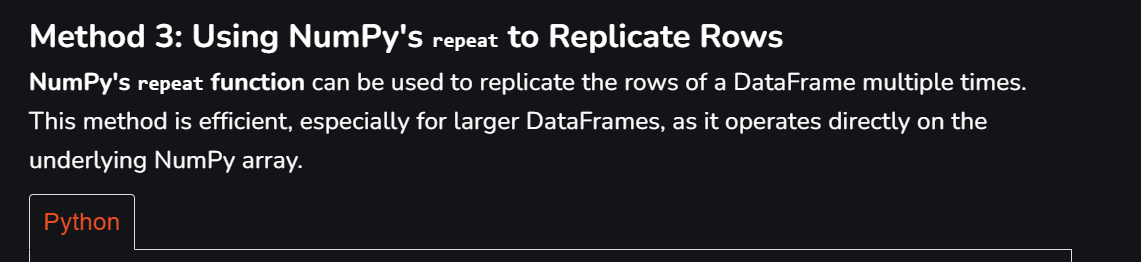 Method 3: Using NumPy's repeat to Replicate Rows
NumPy's repeat function can be used to replicate the rows of a DataFrame multiple times.
This method is efficient, especially for larger DataFrames, as it operates directly on the
underlying NumPy array.
Python